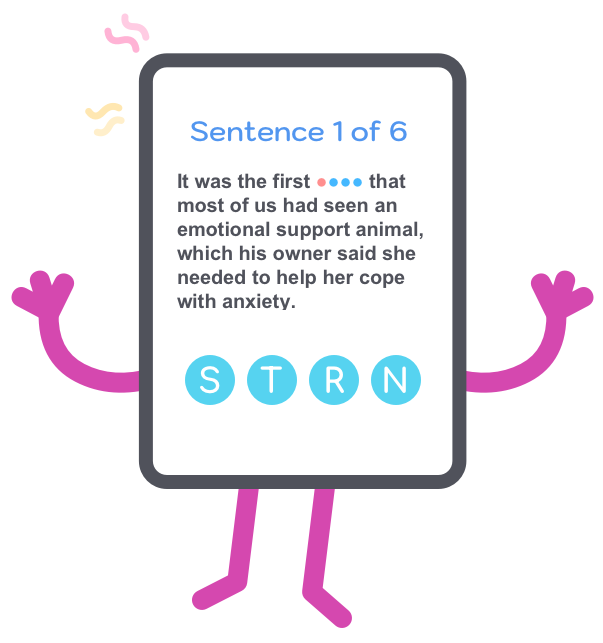 Sentence 1 of 6
It was the first •••• that
most of us had seen an
emotional support animal,
which his owner said she
needed to help her cope
with anxiety.
S T R N